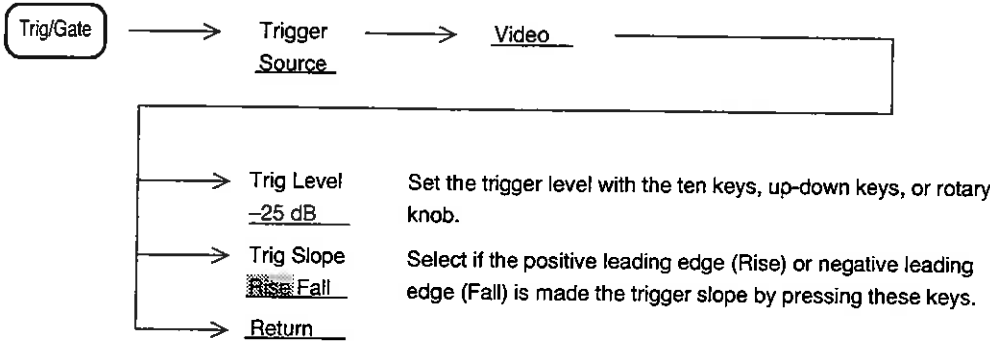 Trig/Gate
Trigger
Source
Video
Trig Level
–25 dB
Set the trigger level with the ten keys, up-down keys, or rotary
knob.
Trig Slope
Rise Fall
Select if the positive leading edge (Rise) or negative leading
edge (Fall) is made the trigger slope by pressing these keys.
Return